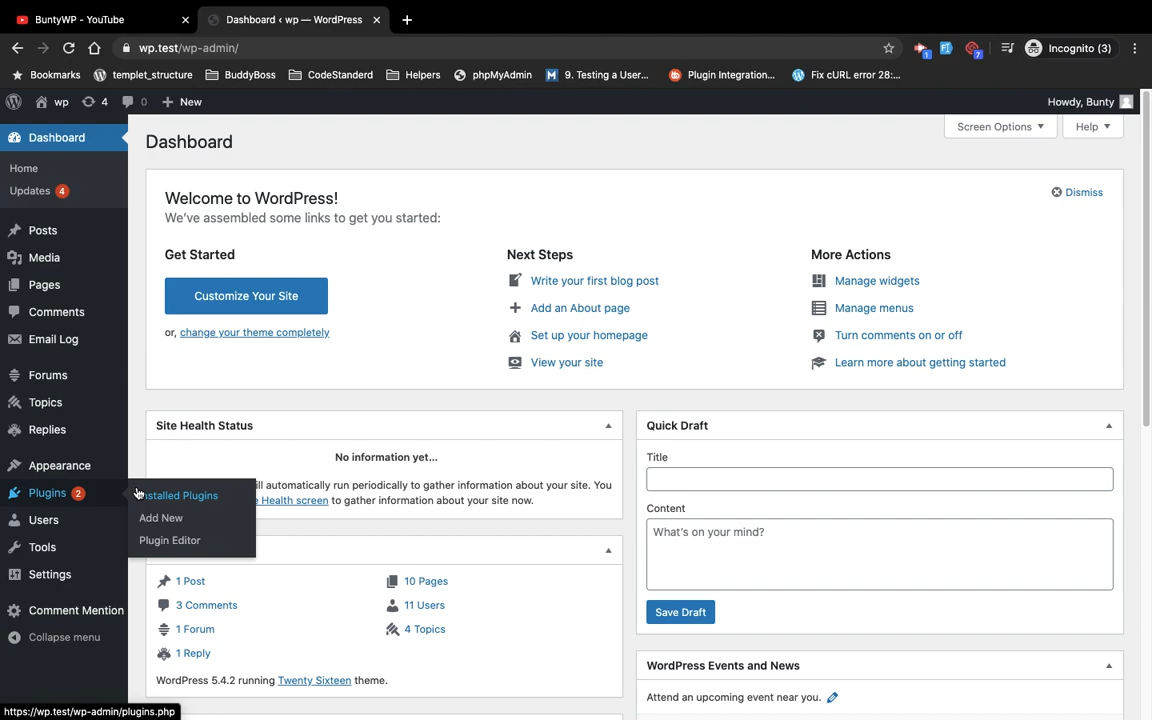 BuntyWP - YouTube
Dashboard ‹ wp — WordPress
wp.test/wp-admin/
1
7
Incognito (3)
Bookmarks
templet_structure
BuddyBoss
CodeStanderd
Helpers
phpMyAdmin
9. Testing a User...
Plugin Integration...
Fix cURL error 28:...
wp
4
0
New
Howdy, Bunty
Dashboard
Home
Updates 4
Posts
Media
Pages
Comments
Email Log
Forums
Topics
Replies
Appearance
Plugins 2
Users
Tools
Settings
Comment Mention
Collapse menu
Installed Plugins
Add New
Plugin Editor
Screen Options
Help
Dashboard
Welcome to WordPress!
We've assembled some links to get you started:
Dismiss
Get Started
Customize Your Site
or, change your theme completely
Next Steps
Write your first blog post
Add an About page
Set up your homepage
View your site
More Actions
Manage widgets
Manage menus
Turn comments on or off
Learn more about getting started
Site Health Status
No information yet...
ill automatically run periodically to gather information about your site. You
Health screen to gather information about your site now.
1 Post
10 Pages
3 Comments
11 Users
1 Forum
4 Topics
1 Reply
WordPress 5.4.2 running Twenty Sixteen theme.
Quick Draft
Title
Content
What's on your mind?
Save Draft
WordPress Events and News
Attend an upcoming event near you.
https://wp.test/wp-admin/plugins.php